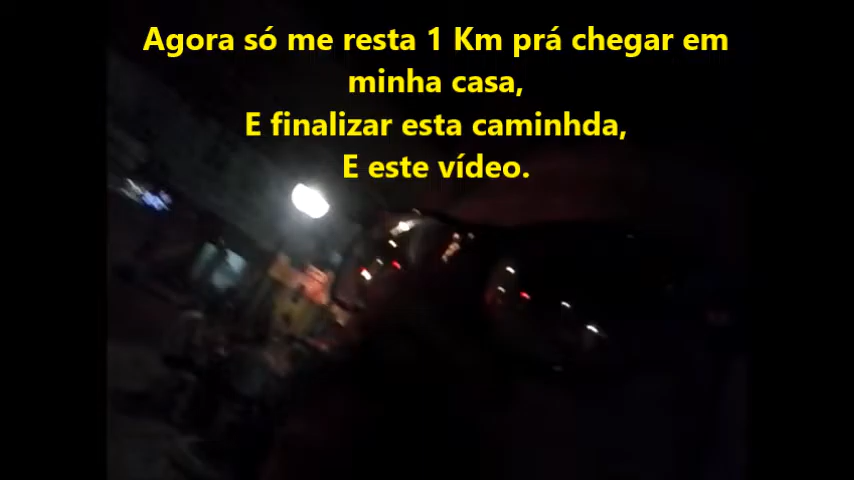 Agora só me resta 1 Km prá chegar em
minha casa,
E finalizar esta caminhda,
E este vídeo.